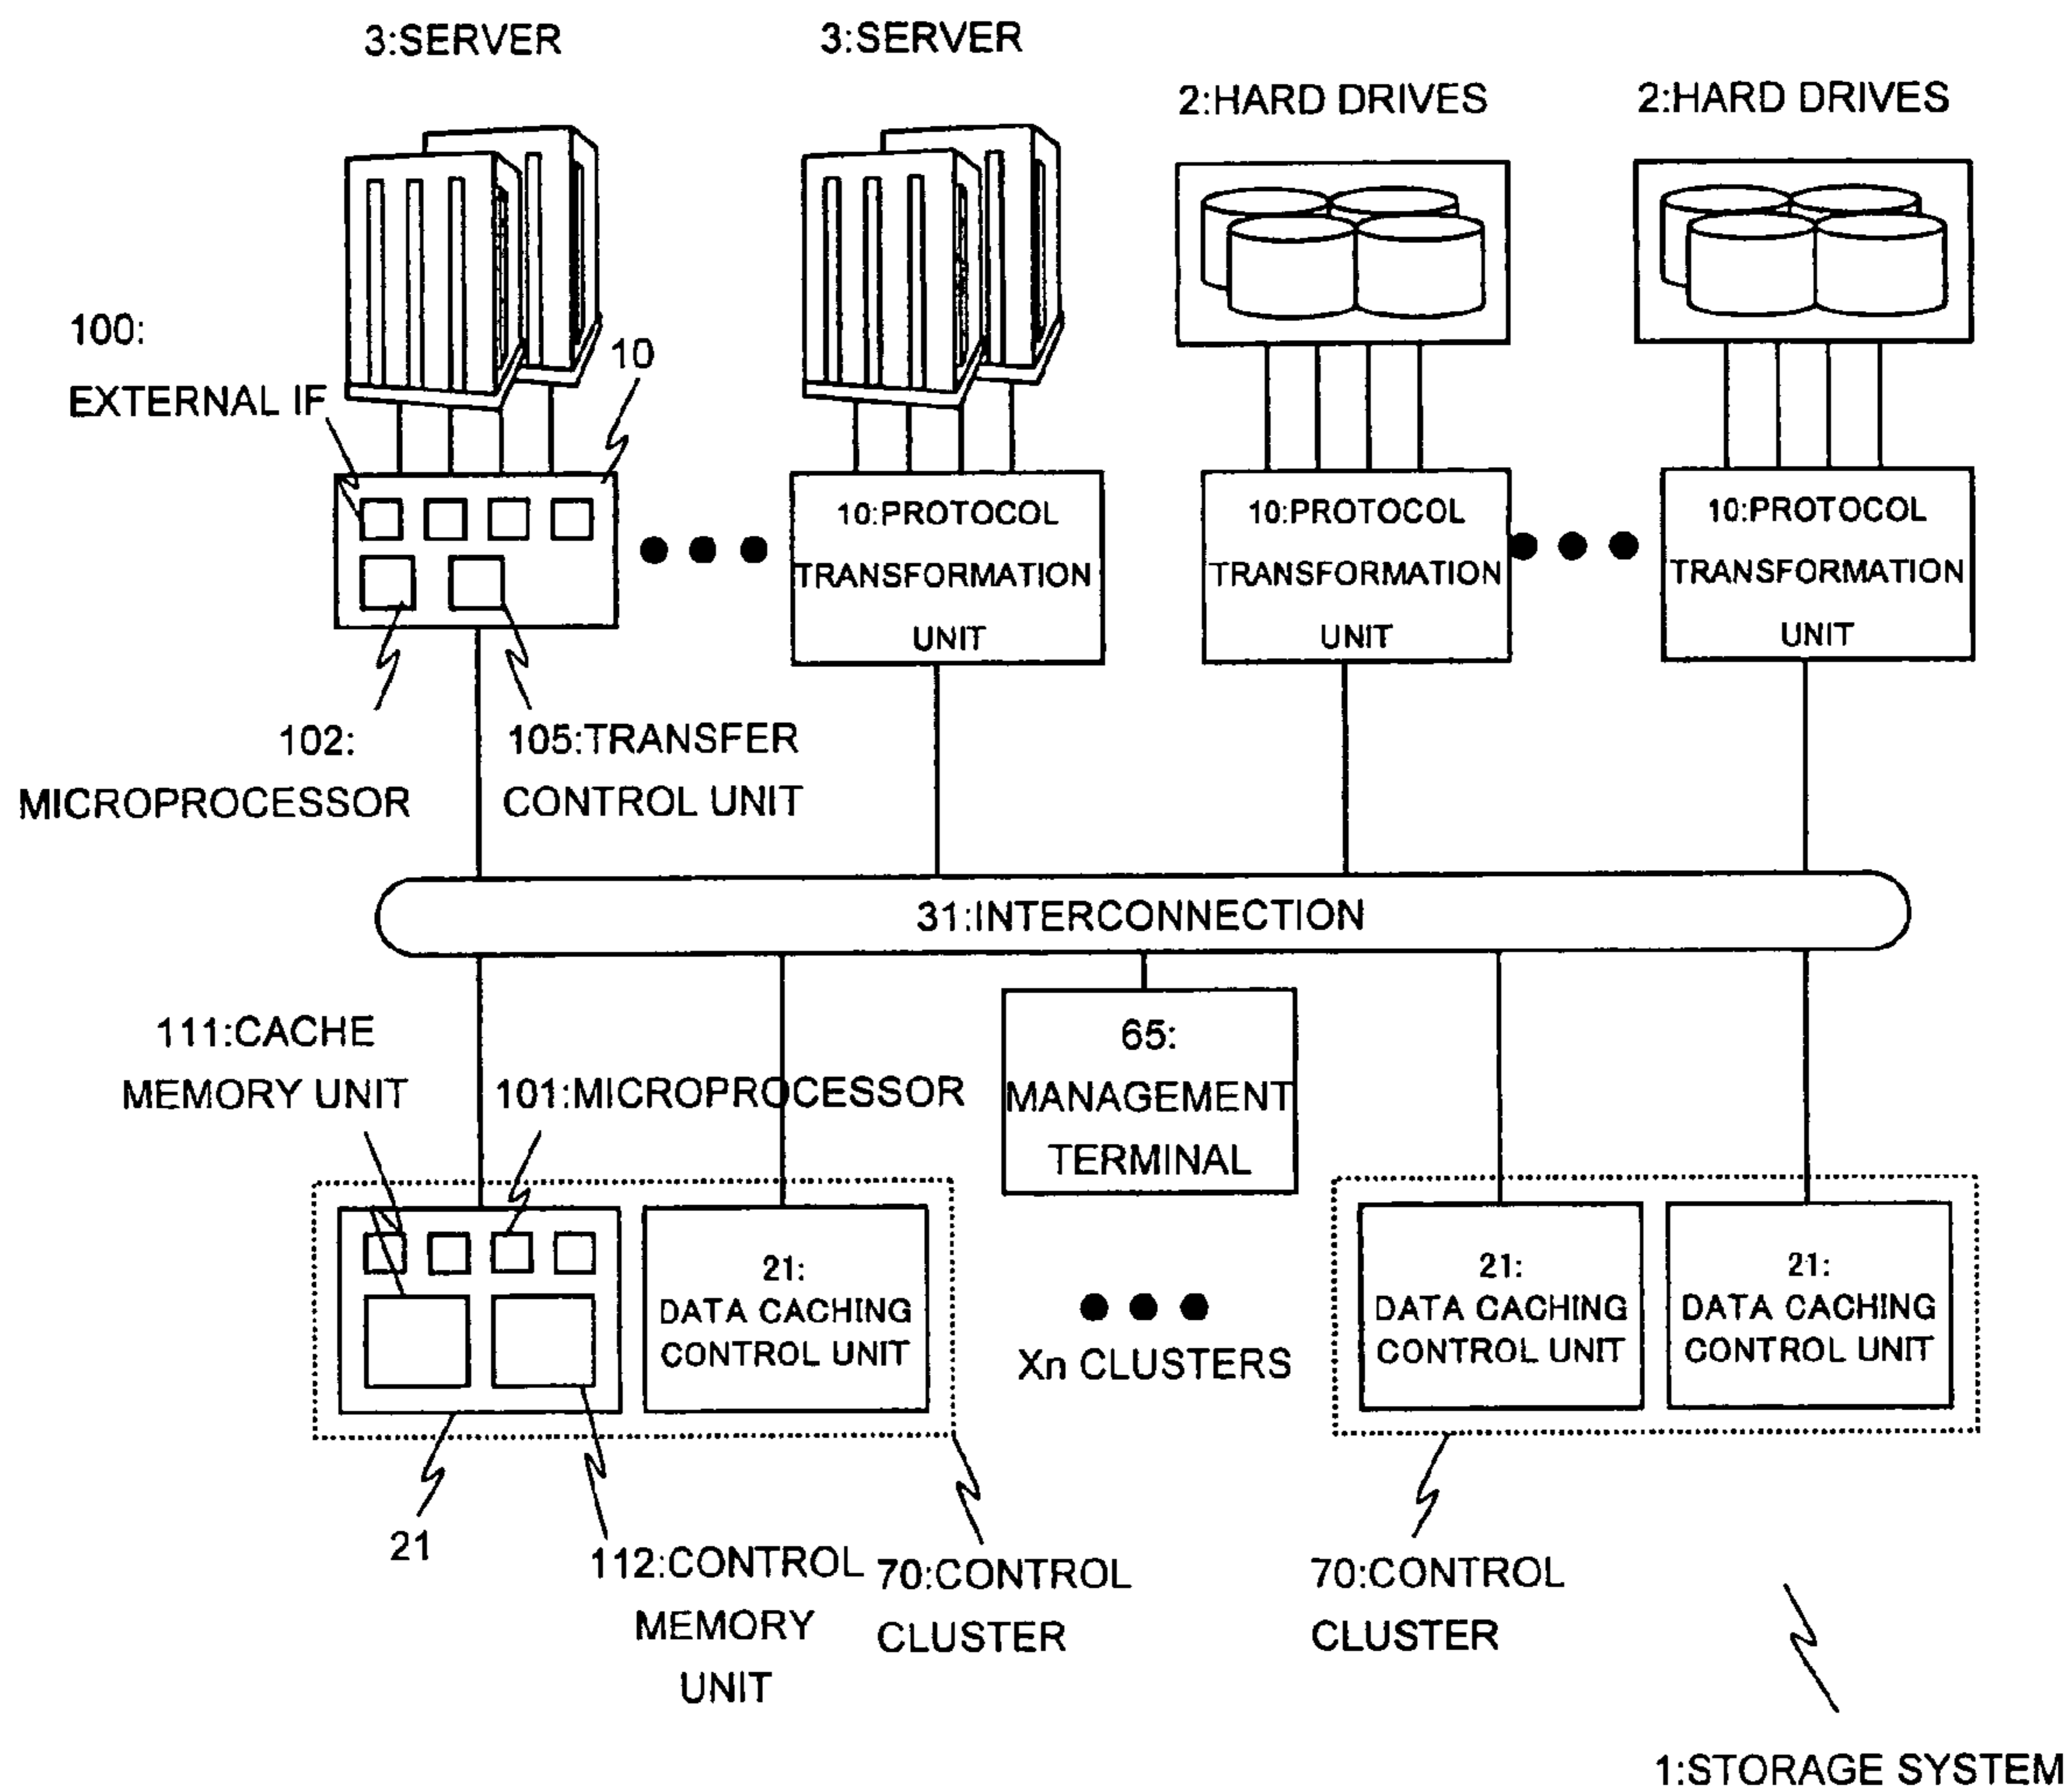 3:SERVER
3:SERVER
2:HARD DRIVES
2:HARD DRIVES
100:
EXTERNAL IF
10
10:PROTOCOL
TRANSFORMATION
UNIT
10:PROTOCOL
TRANSFORMATION
UNIT
10:PROTOCOL
TRANSFORMATION
UNIT
102:
MICROPROCESSOR
105:TRANSFER
CONTROL UNIT
31:INTERCONNECTION
111:CACHE
MEMORY UNIT
101:MICROPROCESSOR
65:
MANAGEMENT
TERMINAL
21:
DATA CACHING
CONTROL UNIT
Xn CLUSTERS
21:
DATA CACHING
CONTROL UNIT
21:
DATA CACHING
CONTROL UNIT
21
112:CONTROL
MEMORY
UNIT
70:CONTROL
CLUSTER
70:CONTROL
CLUSTER
1:STORAGE SYSTEM